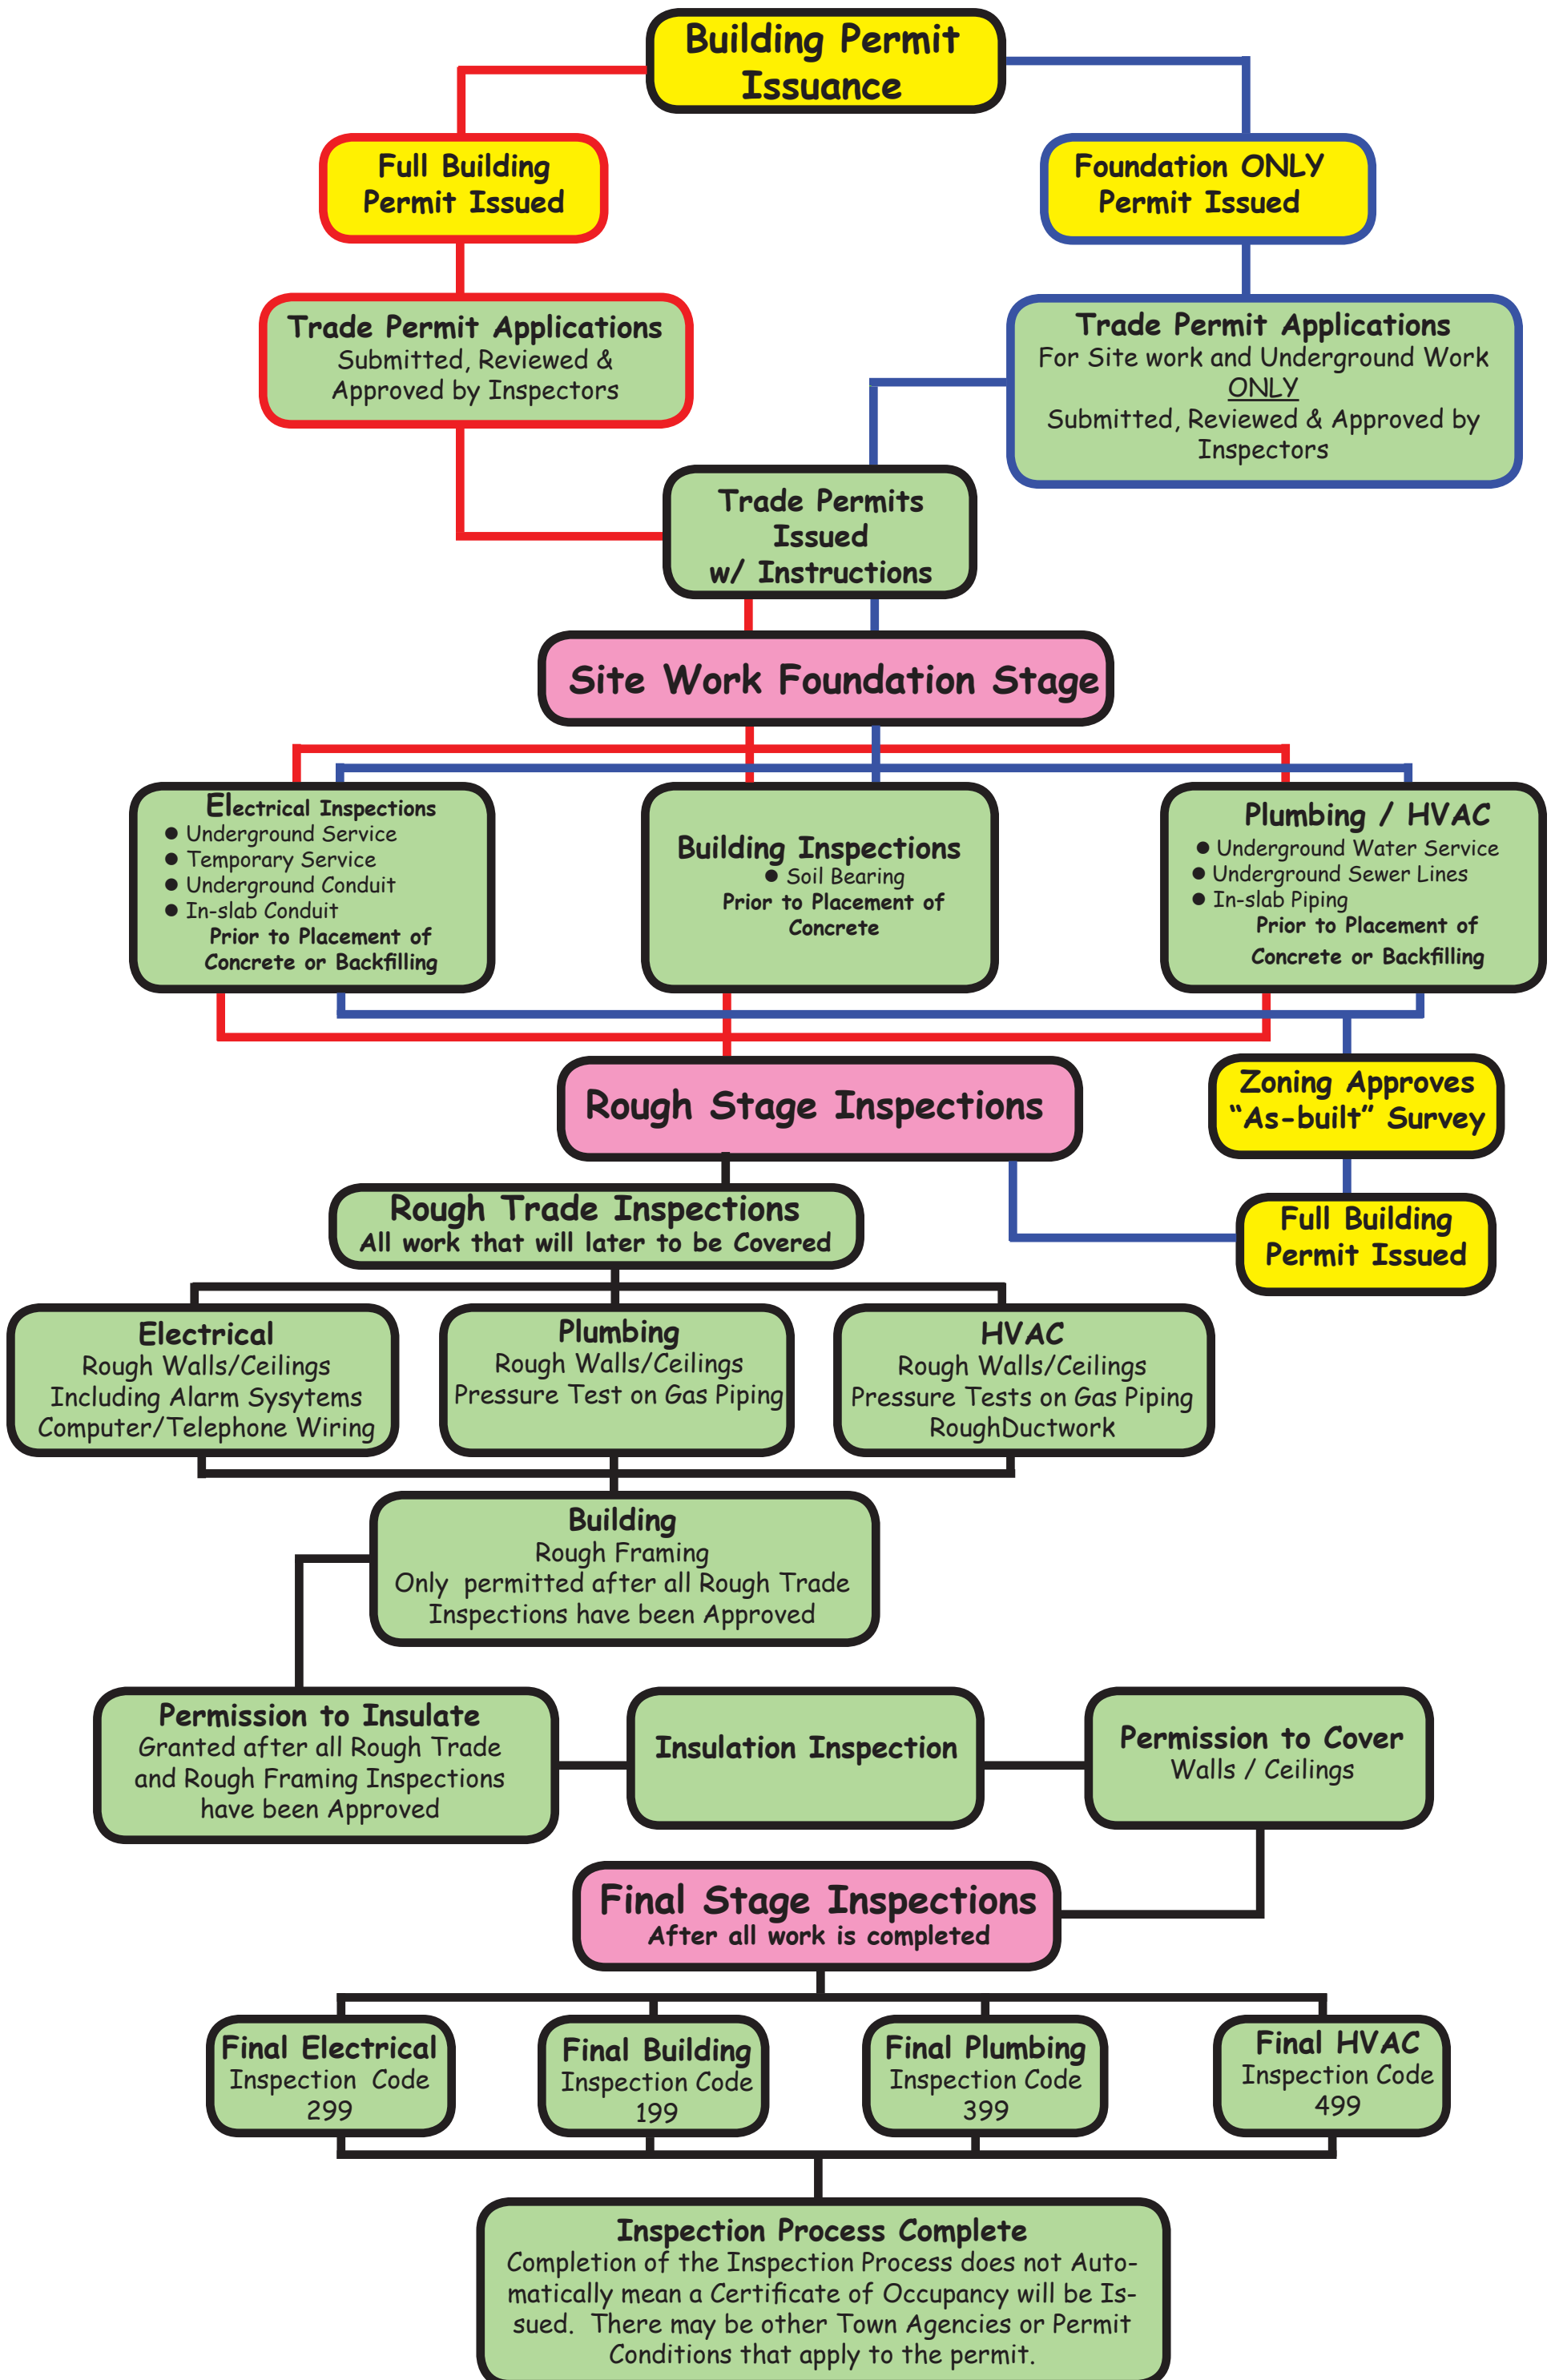 Building Permit
Issuance
Full Building
Permit Issued
Foundation ONLY
Permit Issued
Trade Permit Applications
Submitted, Reviewed &
Approved by Inspectors
Trade Permit Applications
For Site work and Underground Work
ONLY
Submitted, Reviewed & Approved by
Inspectors
Trade Permits
Issued
w/ Instructions
Site Work Foundation Stage
Electrical Inspections
● Underground Service
● Temporary Service
● Underground Conduit
● In-slab Conduit
Prior to Placement of
Concrete or Backfilling
Building Inspections
● Soil Bearing
Prior to Placement of
Concrete
Plumbing / HVAC
● Underground Water Service
● Underground Sewer Lines
● In-slab Piping
Prior to Placement of
Concrete or Backfilling
Rough Stage Inspections
Zoning Approves
“As-built” Survey
Full Building
Permit Issued
Rough Trade Inspections
All work that will later to be Covered
Electrical
Rough Walls/Ceilings
Including Alarm Sysytems
Computer/Telephone Wiring
Plumbing
Rough Walls/Ceilings
Pressure Test on Gas Piping
HVAC
Rough Walls/Ceilings
Pressure Tests on Gas Piping
RoughDuctwork
Building
Rough Framing
Only permitted after all Rough Trade
Inspections have been Approved
Permission to Insulate
Granted after all Rough Trade
and Rough Framing Inspections
have been Approved
Insulation Inspection
Permission to Cover
Walls / Ceilings
Final Stage Inspections
After all work is completed
Final Electrical
Inspection Code
299
Final Building
Inspection Code
199
Final Plumbing
Inspection Code
399
Final HVAC
Inspection Code
499
Inspection Process Complete
Completion of the Inspection Process does not Auto-
matically mean a Certificate of Occupancy will be Is-
sued. There may be other Town Agencies or Permit
Conditions that apply to the permit.